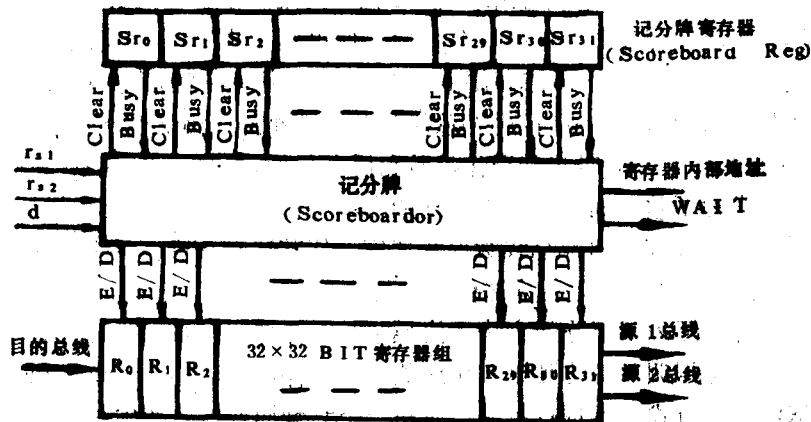 Sr0 Sr1 Sr2 Sr29 Sr30 Sr31
记分牌寄存器
(Scoreboard Reg)
Clear Busy Clear Busy Clear Busy Clear Busy Clear Busy Clear Busy
rs1
rs2
d
记分牌
(Scoreboardor)
寄存器内部地址
WAIT
E/D E/D E/D E/D E/D E/D
目的总线
R0 R1 R2
32×32 BIT寄存器组
R29 R30 R31
源1总线
源2总线